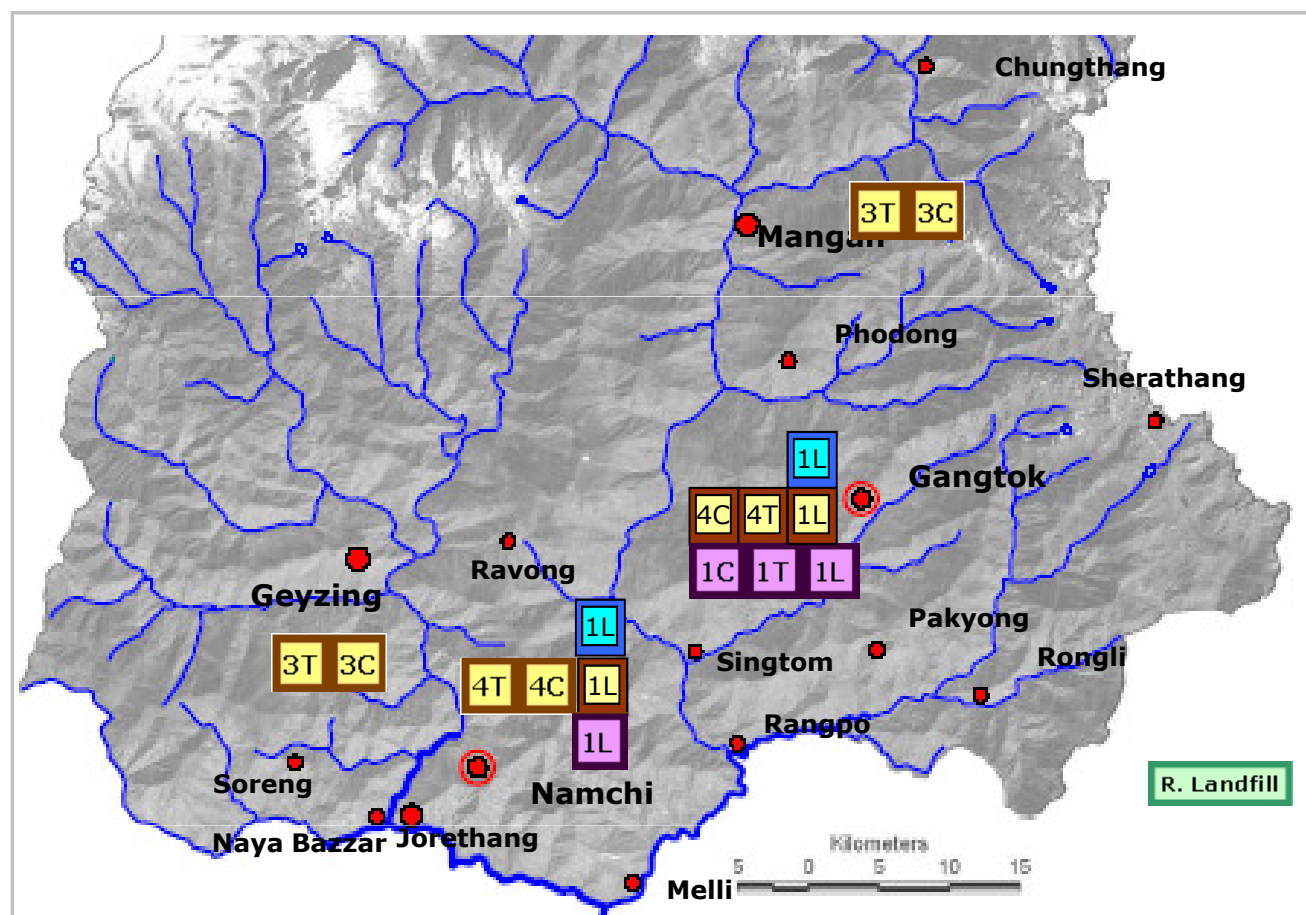 Chungthang
3T 3C
Mangan
Phodong
Sherathang
1L
Gangtok
4C 4T 1L
Ravong
1C 1T 1L
Geyzing
1L
Pakyong
3T 3C
4T 4C 1L
Singtom
Rongli
1L
Rangpo
Soreng
Namchi
R. Landfill
Naya Bazzar
Jorethang
Kilometers
5 0 5 10 15
Melli